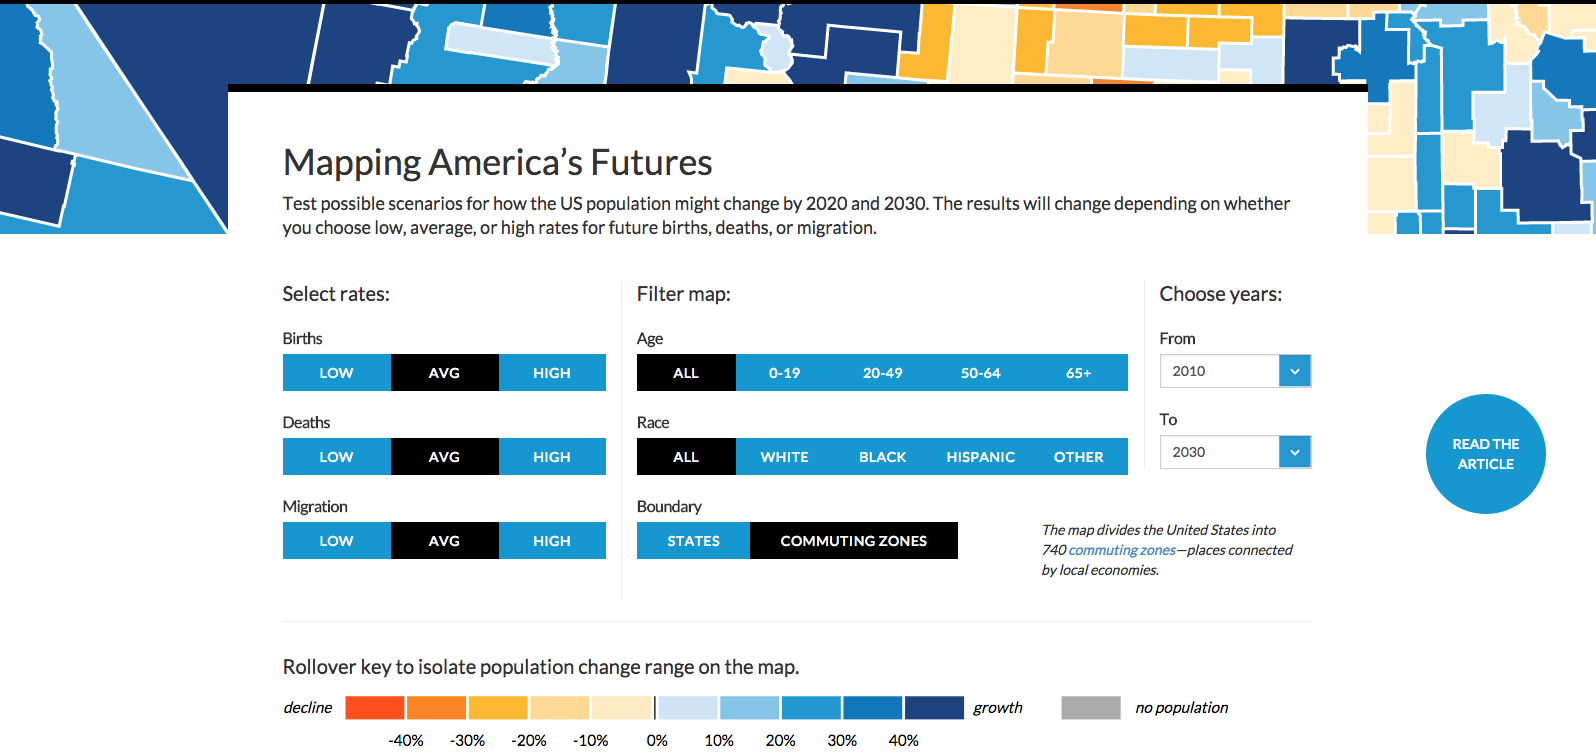 Mapping America's Futures
Test possible scenarios for how the US population might change by 2020 and 2030. The results will change depending on whether
you choose low, average, or high rates for future births, deaths, or migration.
Select rates:
Births
LOW AVG HIGH
Deaths
LOW AVG HIGH
Migration
LOW AVG HIGH
Filter map:
Age
ALL 0-19 20-49 50-64 65+
Race
ALL WHITE BLACK HISPANIC OTHER
Boundary
STATES COMMUTING ZONES
Choose years:
From
2010
To
2030
The map divides the United States into
740 commuting zones—places connected
by local economies.
READ THE
ARTICLE
Rollover key to isolate population change range on the map.
decline growth no population
-40% -30% -20% -10% 0% 10% 20% 30% 40%